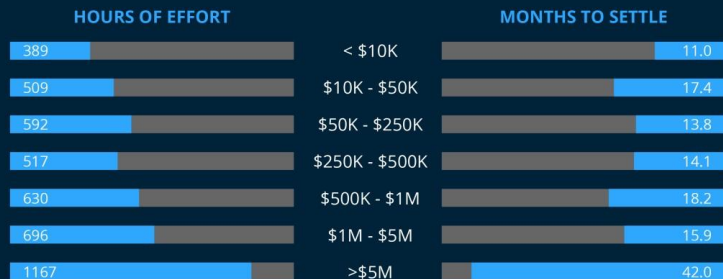 HOURS OF EFFORT MONTHS TO SETTLE
389 < $10K 11.0
509 $10K - $50K 17.4
592 $50K - $250K 13.8
517 $250K - $500K 14.1
630 $500K - $1M 18.2
696 $1M - $5M 15.9
1167 >$5M 42.0